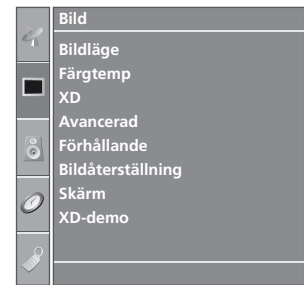 Bild
Bildläge
Färgtemp
XD
Avancerad
Förhållande
Bildåterställning
Skärm
XD-demo